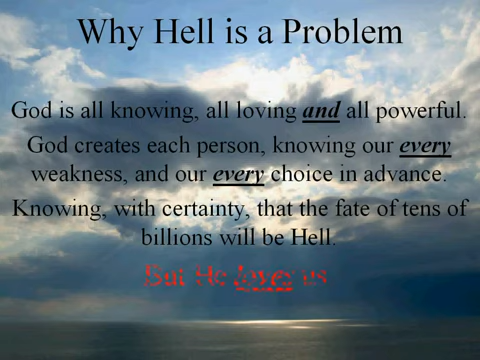 Why Hell is a Problem
God is all knowing, all loving and all powerful.
God creates each person, knowing our every
weakness, and our every choice in advance.
Knowing, with certainty, that the fate of tens of
billions will be Hell.
But He loves us